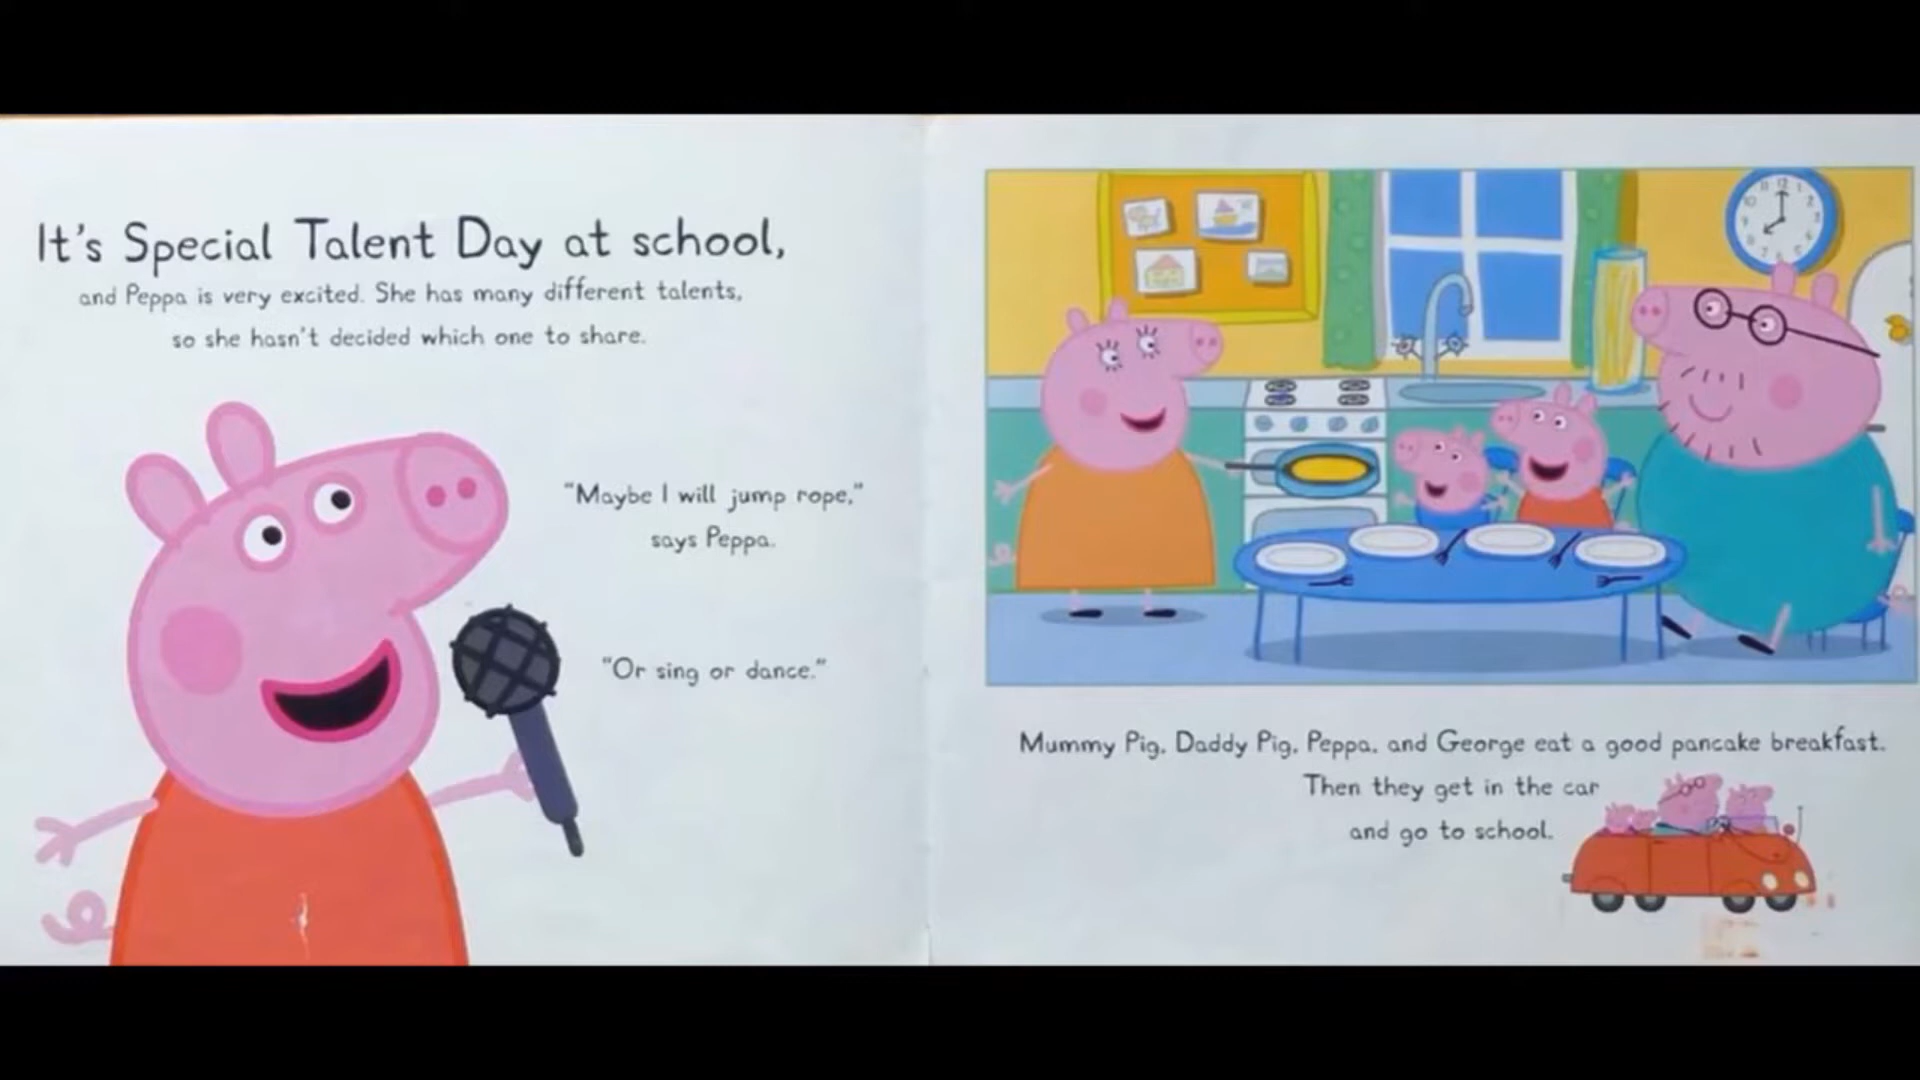 It's Special Talent Day at school,
and Peppa is very excited. She has many different talents,
so she hasn't decided which one to share.
"Maybe I will jump rope,"
says Peppa.
"Or sing or dance."
Mummy Pig, Daddy Pig, Peppa, and George eat a good pancake breakfast.
Then they get in the car
and go to school.